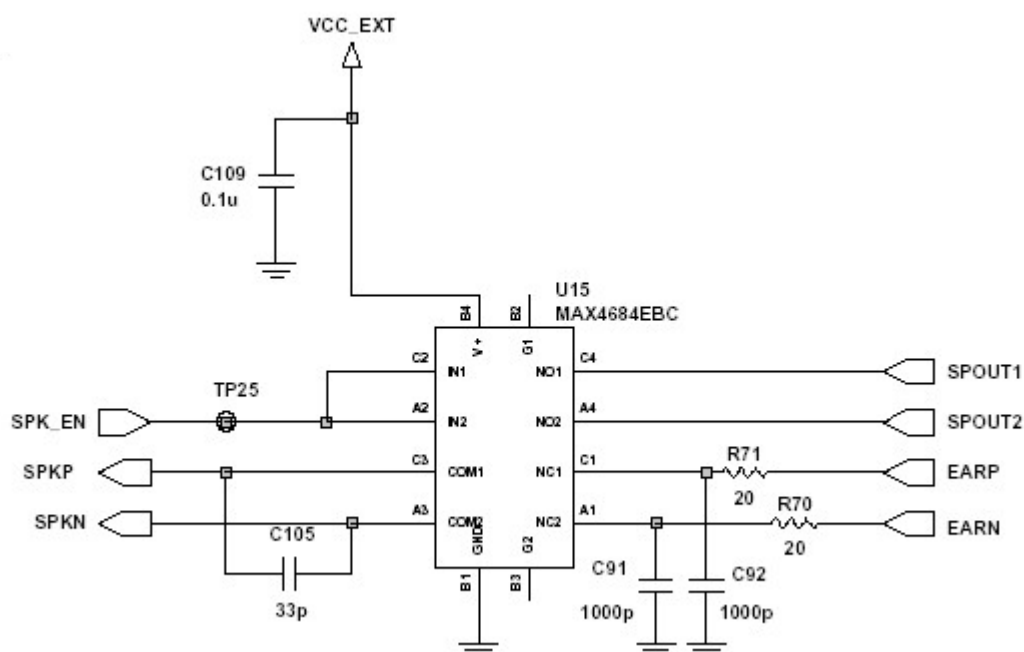 VCC_EXT
C109
0.1u
U15
MAX4684EBC
B4
B2
V+
G1
C2
IN1
NO1
C4
SPOUT1
TP25
SPK_EN
A2
IN2
NO2
A4
SPOUT2
SPKP
C3
COM1
NC1
C1
R71
20
EARP
SPKN
A3
COM2
NC2
A1
R70
20
EARN
C105
33p
GND
G2
B1
B3
C91
1000p
C92
1000p